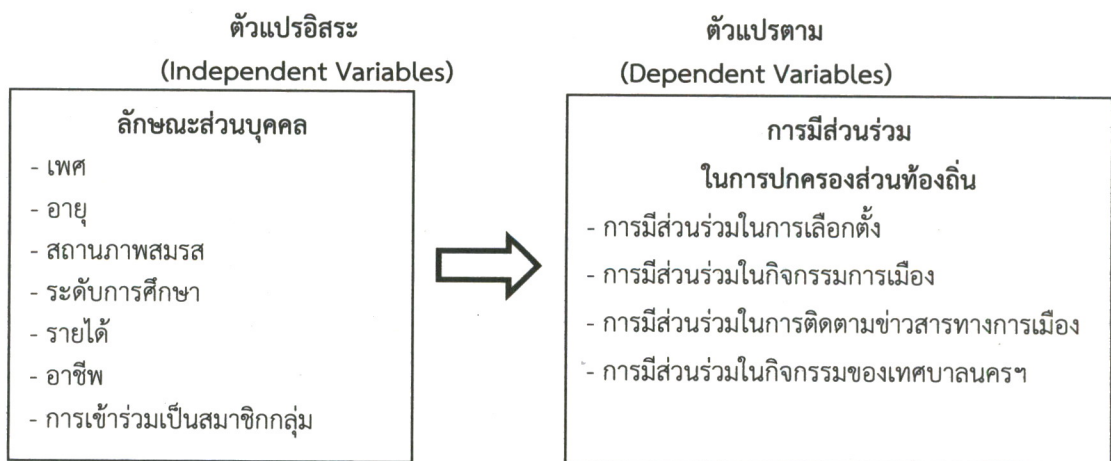 ตัวแปรอิสระ
(Independent Variables)
ลักษณะส่วนบุคคล
- เพศ
- อายุ
- สถานภาพสมรส
- ระดับการศึกษา
- รายได้
- อาชีพ
- การเข้าร่วมเป็นสมาชิกกลุ่ม
ตัวแปรตาม
(Dependent Variables)
การมีส่วนร่วม
ในการปกครองส่วนท้องถิ่น
- การมีส่วนร่วมในการเลือกตั้ง
- การมีส่วนร่วมในกิจกรรมการเมือง
- การมีส่วนร่วมในการติดตามข่าวสารทางการเมือง
- การมีส่วนร่วมในกิจกรรมของเทศบาลนครฯ